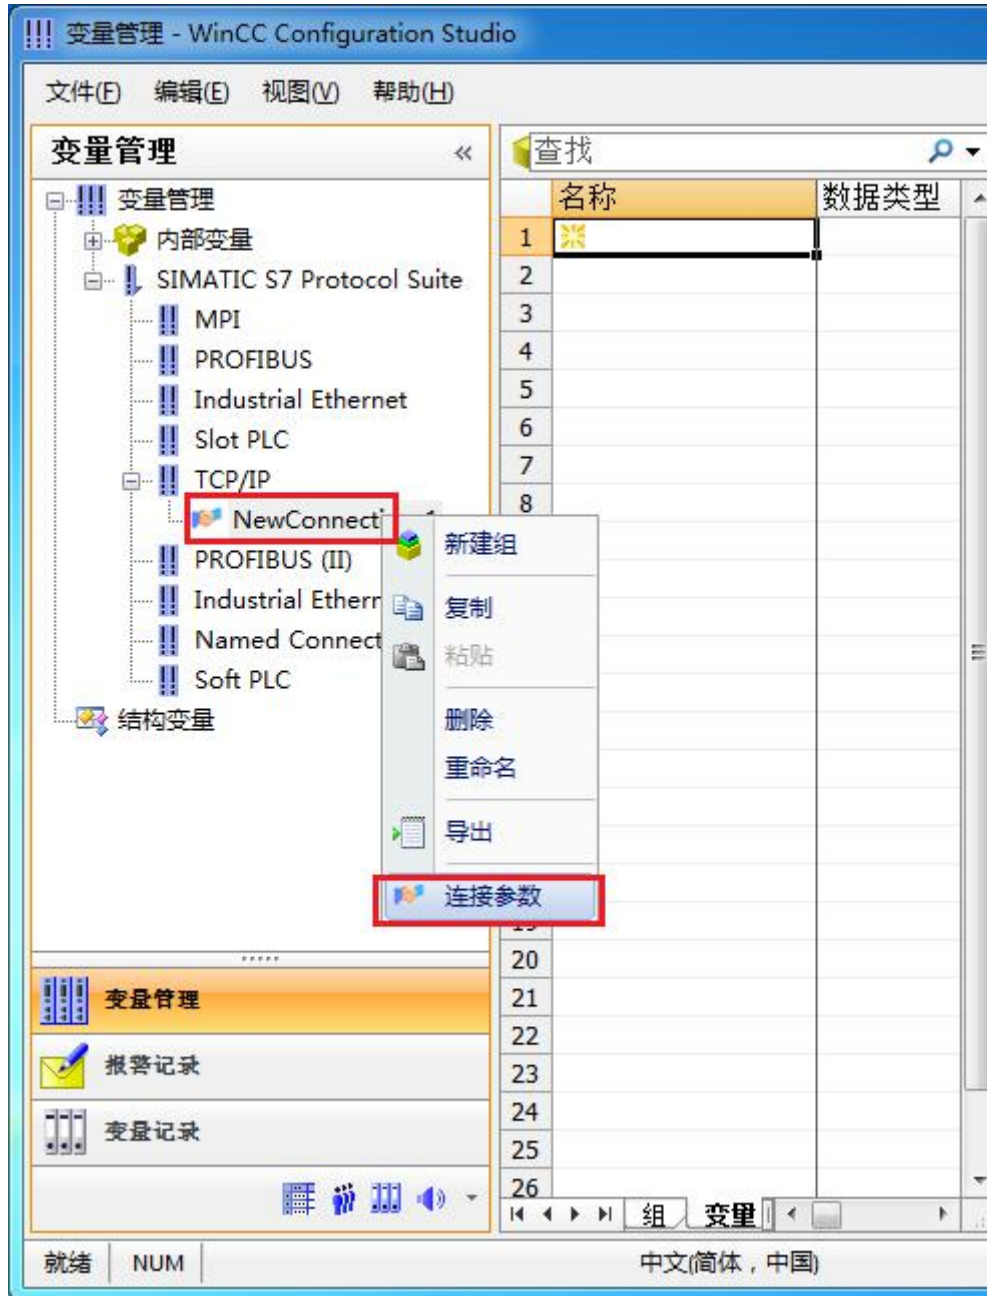 变量管理 - WinCC Configuration Studio
文件(F) 编辑(E) 视图(V) 帮助(H)
变量管理 «
查找
变量管理
内部变量
SIMATIC S7 Protocol Suite
MPI
PROFIBUS
Industrial Ethernet
Slot PLC
TCP/IP
NewConnecti
PROFIBUS (II)
Industrial Ether
Named Connect
Soft PLC
结构变量
新建组
复制
粘贴
删除
重命名
导出
连接参数
名称 数据类型
1
2
3
4
5
6
7
8
20
21
22
23
24
25
26
变量管理
报警记录
变量记录
组 变量
就绪 NUM 中文(简体，中国)